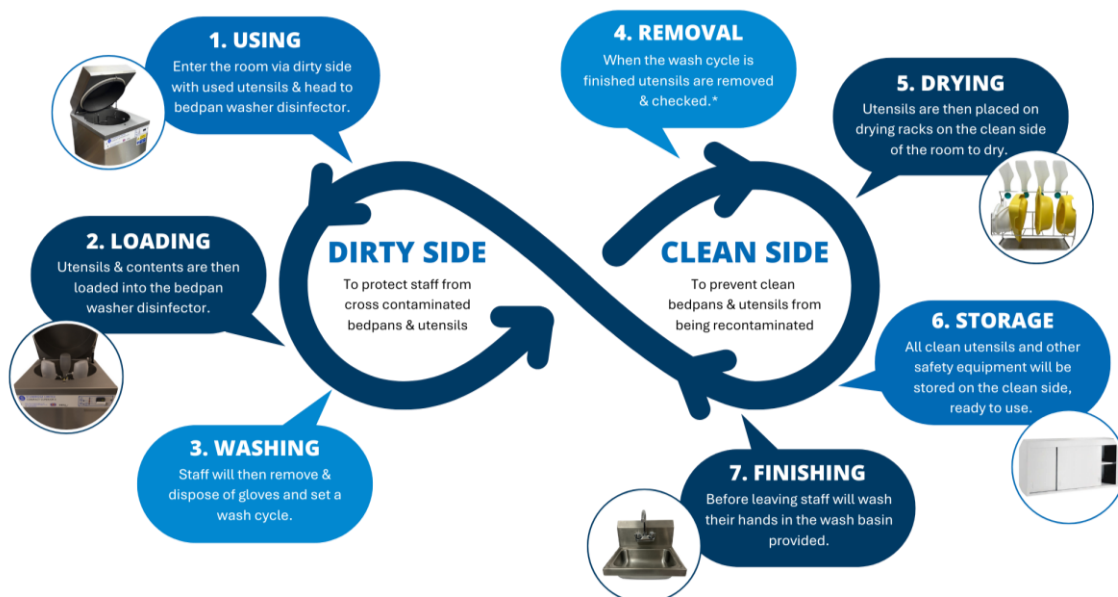 1. USING
Enter the room via dirty side
with used utensils & head to
bedpan washer disinfector.
2. LOADING
Utensils & contents are then
loaded into the bedpan
washer disinfector.
3. WASHING
Staff will then remove &
dispose of gloves and set a
wash cycle.
DIRTY SIDE
To protect staff from
cross contaminated
bedpans & utensils
4. REMOVAL
When the wash cycle is
finished utensils are removed
& checked.*
CLEAN SIDE
To prevent clean
bedpans & utensils from
being recontaminated
5. DRYING
Utensils are then placed on
drying racks on the clean side
of the room to dry.
6. STORAGE
All clean utensils and other
safety equipment will be
stored on the clean side,
ready to use.
7. FINISHING
Before leaving staff will wash
their hands in the wash basin
provided.